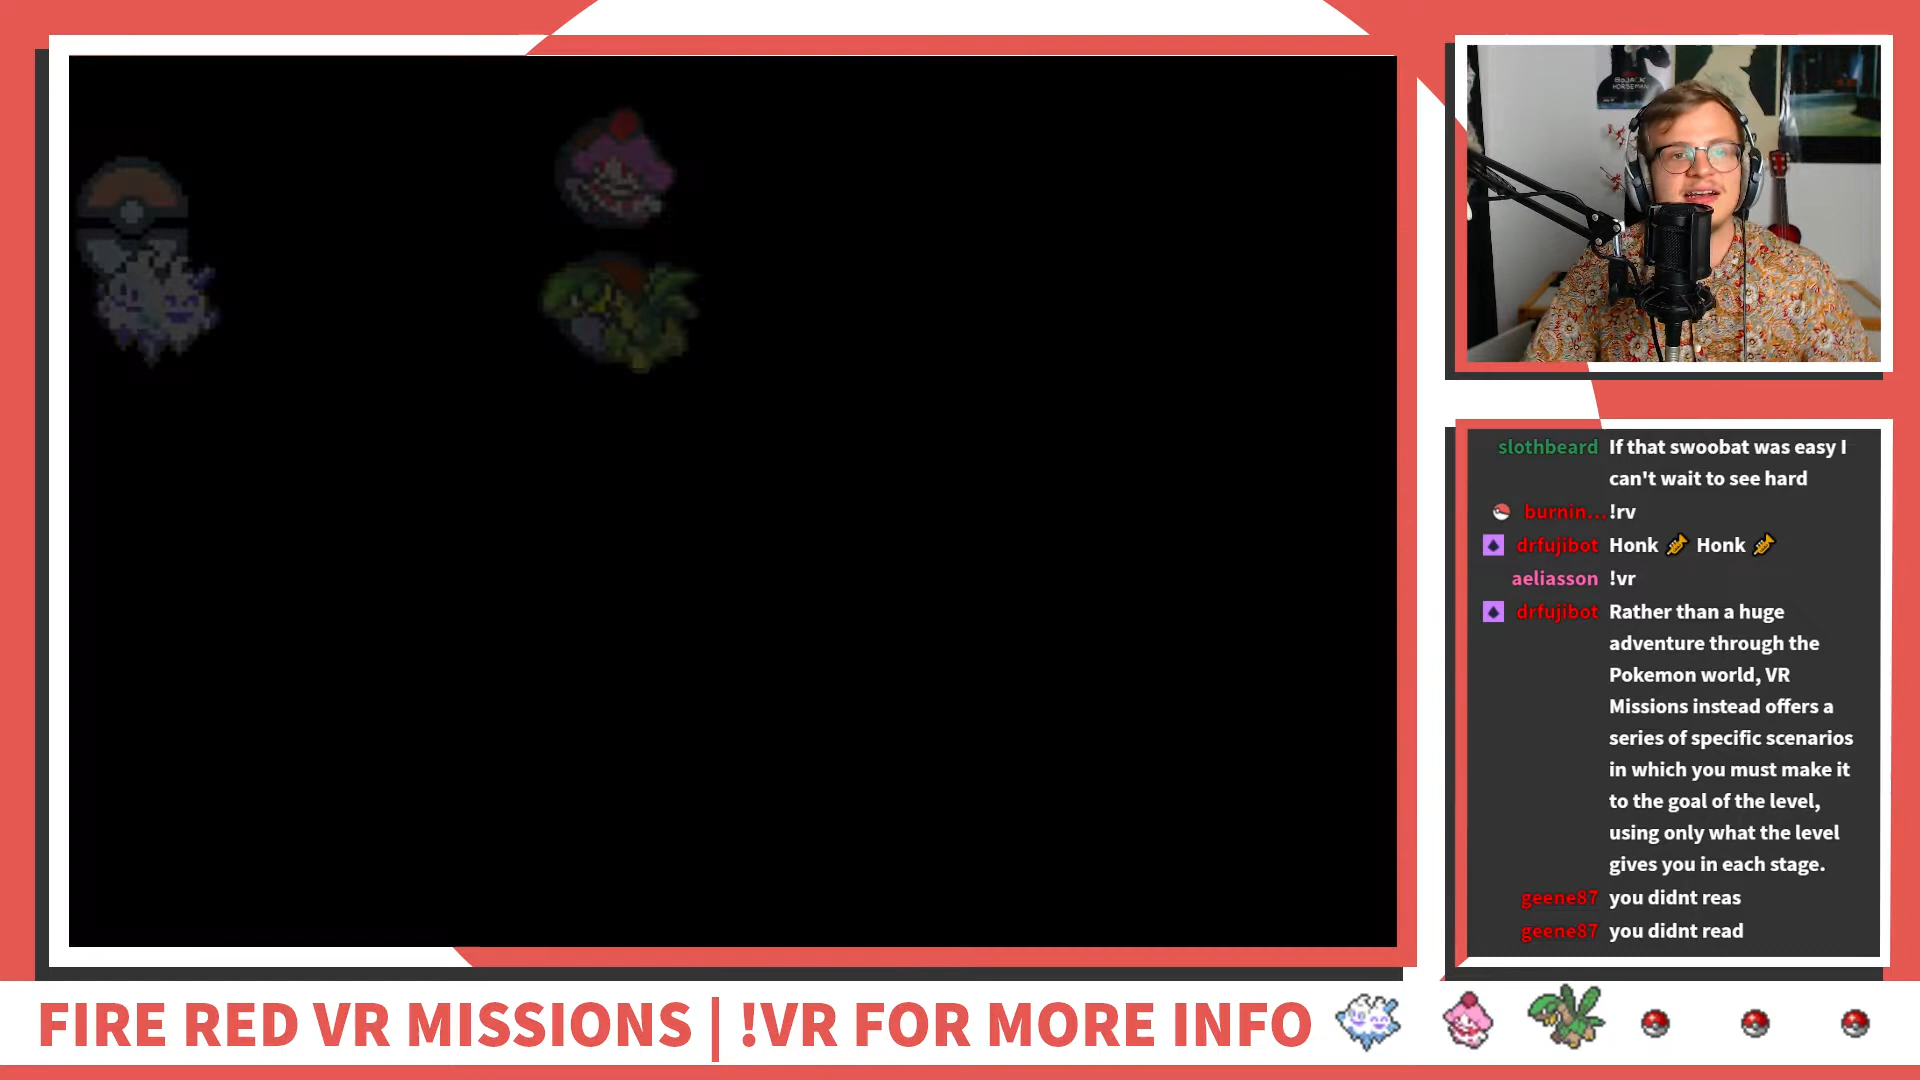 BOJACK
HORSEMAN
slothbeard If that swoobat was easy I
can't wait to see hard
burnin... !rv
drfujibot Honk 🎺 Honk 🎺
aeliasson !vr
drfujibot Rather than a huge
adventure through the
Pokemon world, VR
Missions instead offers a
series of specific scenarios
in which you must make it
to the goal of the level,
using only what the level
gives you in each stage.
geene87 you didnt reas
geene87 you didnt read
FIRE RED VR MISSIONS | !VR FOR MORE INFO